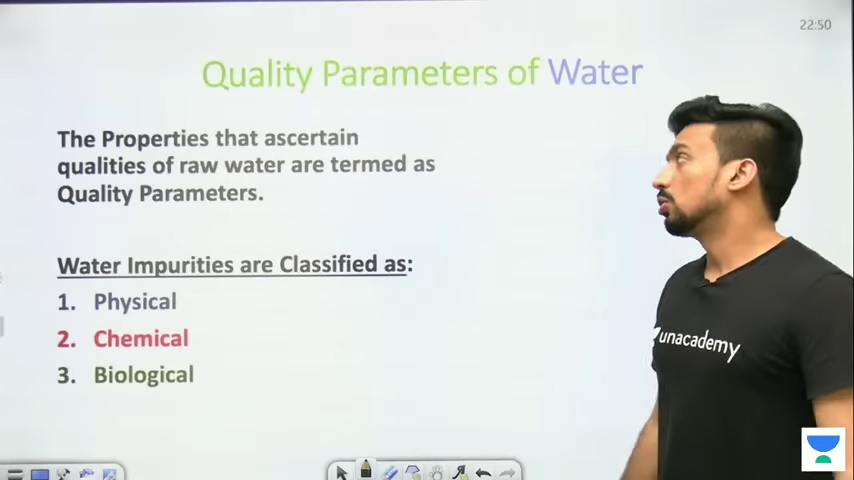 22:50
Quality Parameters of Water
The Properties that ascertain
qualities of raw water are termed as
Quality Parameters.
Water Impurities are Classified as:
1. Physical
2. Chemical
3. Biological
unacademy